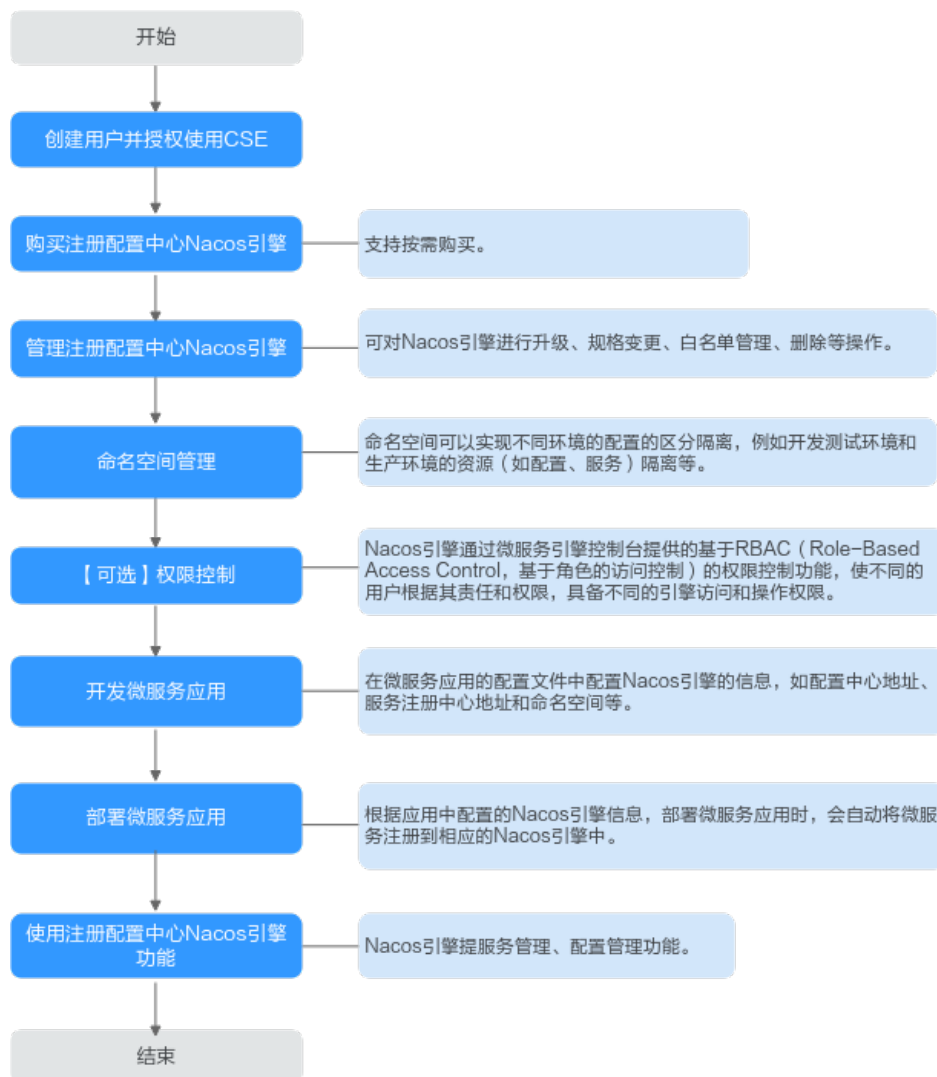 开始
创建用户并授权使用CSE
购买注册配置中心Nacos引擎
支持按需购买。
管理注册配置中心Nacos引擎
可对Nacos引擎进行升级、规格变更、白名单管理、删除等操作。
命名空间管理
命名空间可以实现不同环境的配置的区分隔离，例如开发测试环境和
生产环境的资源（如配置、服务）隔离等。
【可选】权限控制
Nacos引擎通过微服务引擎控制台提供的基于RBAC（Role-Based
Access Control，基于角色的访问控制）的权限控制功能，使不同的
用户根据其责任和权限，具备不同的引擎访问和操作权限。
开发微服务应用
在微服务应用的配置文件中配置Nacos引擎的信息，如配置中心地址、
服务注册中心地址和命名空间等。
部署微服务应用
根据应用中配置的Nacos引擎信息，部署微服务应用时，会自动将微服
务注册到相应的Nacos引擎中。
使用注册配置中心Nacos引擎
功能
Nacos引擎提服务管理、配置管理功能。
结束